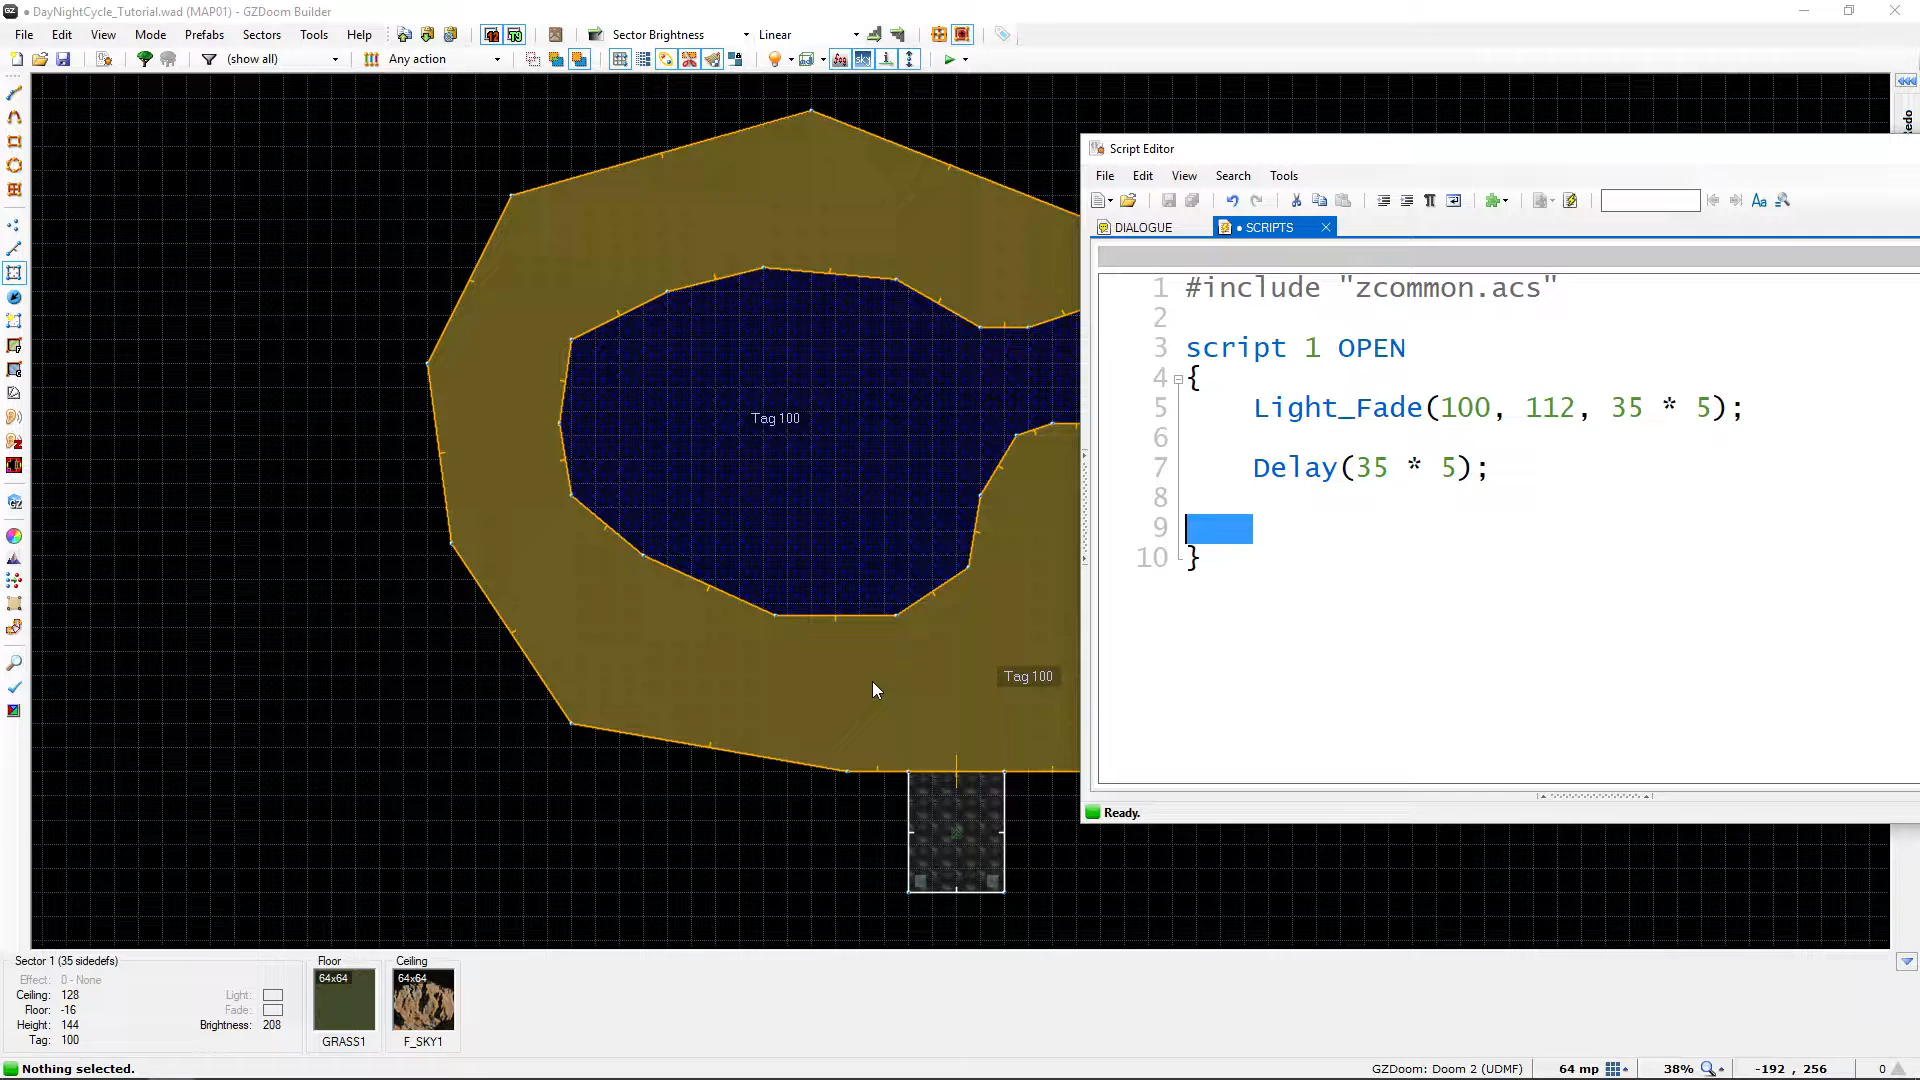 DayNightCycle_Tutorial.wad (MAP01) - GZDoom Builder
File Edit View Mode Prefabs Sectors Tools Help Sector Brightness Linear
(show all) Any action
Script Editor
File Edit View Search Tools
DIALOGUE SCRIPTS
1 #include "zcommon.acs"
2
3 script 1 OPEN
4 {
5 Light_Fade(100, 112, 35 * 5);
6
7 Delay(35 * 5);
8
9
10 }
Ready.
Tag 100
Tag 100
Sector 1 (35 sidedefs)
Effect: 0 - None
Ceiling: 128 Light:
Floor: -16 Fade:
Height: 144 Brightness: 208
Tag: 100
Floor
64x64
GRASS1
Ceiling
64x64
F_SKY1
Nothing selected. GZDoom: Doom 2 (UDMF) 64 mp 38% -192 , 256 0